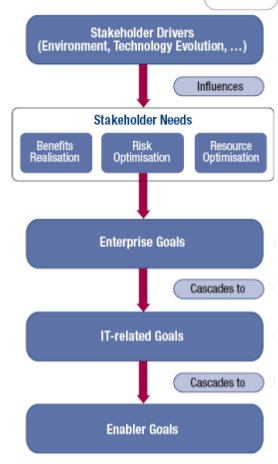 Stakeholder Drivers
(Environment, Technology Evolution, …)
Influences
Stakeholder Needs
Benefits
Realisation
Risk
Optimisation
Resource
Optimisation
Enterprise Goals
Cascades to
IT-related Goals
Cascades to
Enabler Goals